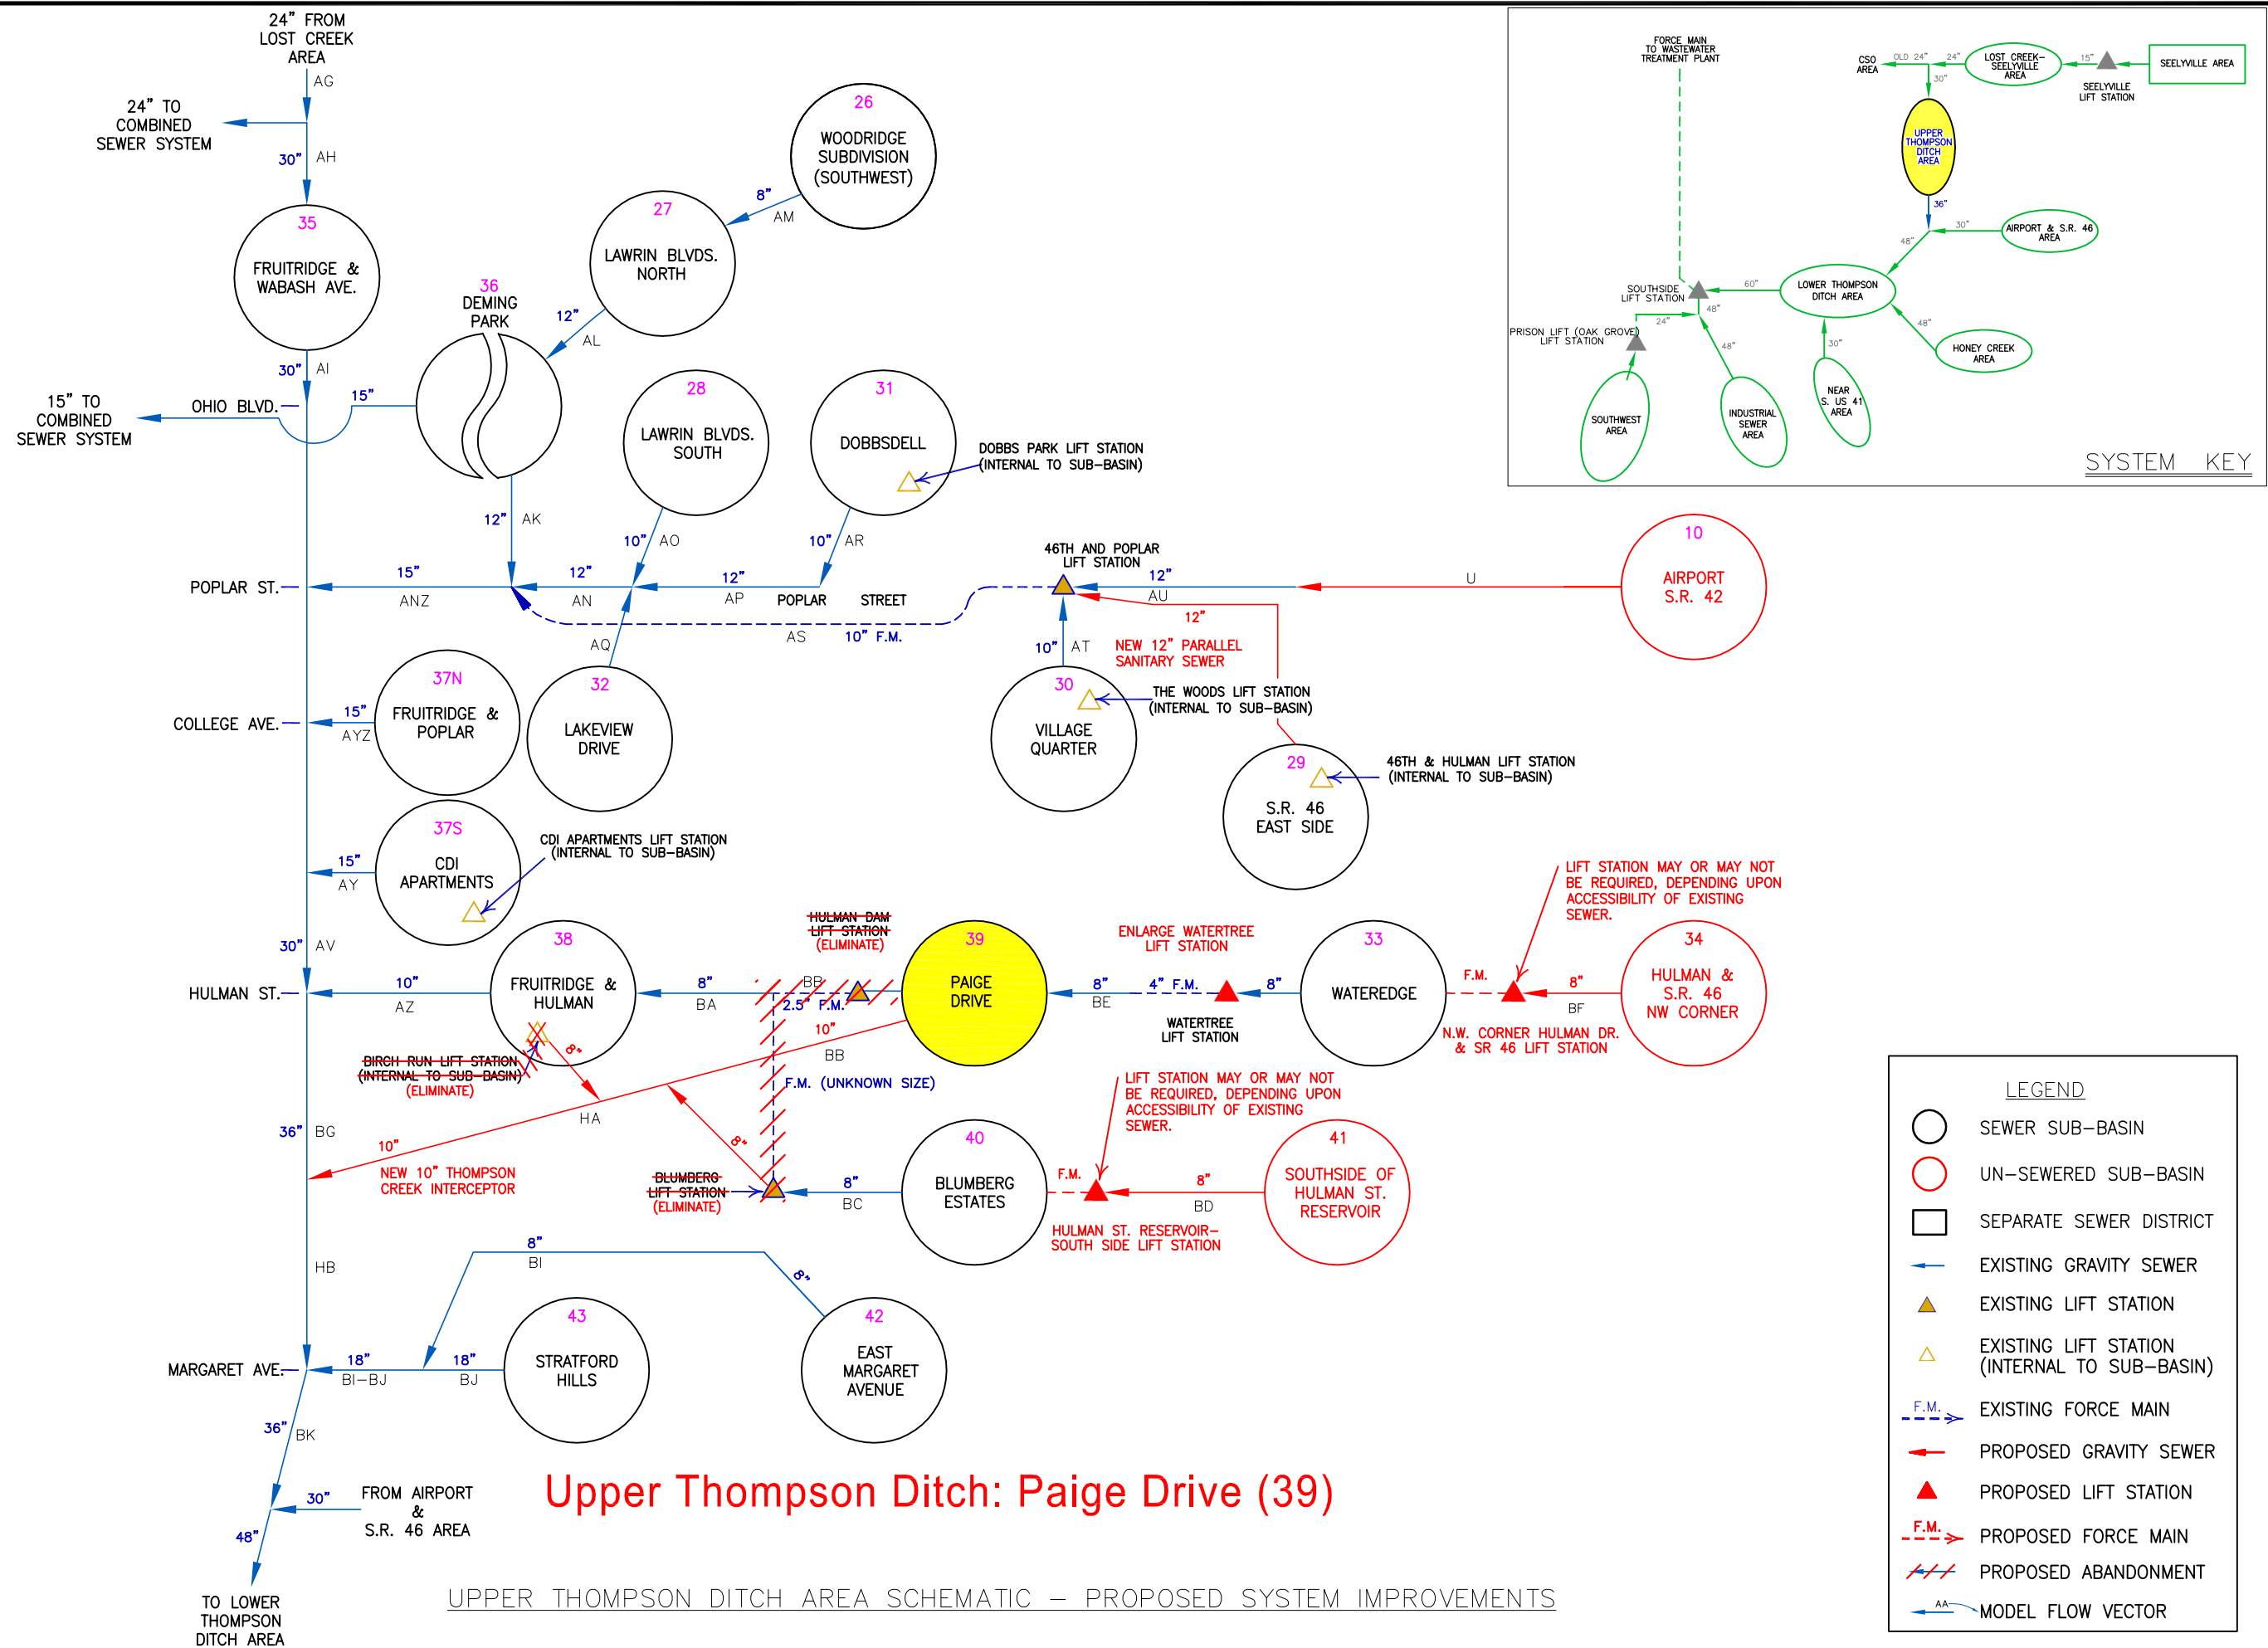 24" FROM
LOST CREEK
AREA
AG
24" TO
COMBINED
SEWER SYSTEM
30"
AH
35
FRUITRIDGE &
WABASH AVE.
30"
AI
15" TO
COMBINED
SEWER SYSTEM
OHIO BLVD.
15"
36
DEMING
PARK
12"
AL
27
LAWRIN BLVDS.
NORTH
8"
AM
26
WOODRIDGE
SUBDIVISION
(SOUTHWEST)
28
LAWRIN BLVDS.
SOUTH
31
DOBBSDELL
DOBBS PARK LIFT STATION
(INTERNAL TO SUB-BASIN)
12"
AK
10"
AO
10"
AR
POPLAR ST.
15"
ANZ
12"
AN
12"
AP
POPLAR STREET
AS
10" F.M.
AQ
46TH AND POPLAR
LIFT STATION
12"
AU
U
10
AIRPORT
S.R. 42
12"
10"
AT
NEW 12" PARALLEL
SANITARY SEWER
37N
FRUITRIDGE &
POPLAR
COLLEGE AVE.
15"
AYZ
32
LAKEVIEW
DRIVE
30
VILLAGE
QUARTER
THE WOODS LIFT STATION
(INTERNAL TO SUB-BASIN)
29
S.R. 46
EAST SIDE
46TH & HULMAN LIFT STATION
(INTERNAL TO SUB-BASIN)
37S
CDI
APARTMENTS
15"
AY
CDI APARTMENTS LIFT STATION
(INTERNAL TO SUB-BASIN)
30"
AV
HULMAN ST.
10"
AZ
38
FRUITRIDGE &
HULMAN
8"
BA
HULMAN DAM
LIFT STATION
(ELIMINATE)
BB
2.5" F.M.
39
PAIGE
DRIVE
10"
BB
8"
BE
4" F.M.
ENLARGE WATERTREE
LIFT STATION
WATERTREE
LIFT STATION
8"
33
WATEREDGE
F.M.
LIFT STATION MAY OR MAY NOT
BE REQUIRED, DEPENDING UPON
ACCESSIBILITY OF EXISTING
SEWER.
8"
BF
34
HULMAN &
S.R. 46
NW CORNER
N.W. CORNER HULMAN DR.
& SR 46 LIFT STATION
BIRCH RUN LIFT STATION
(INTERNAL TO SUB-BASIN)
(ELIMINATE)
8"
HA
F.M. (UNKNOWN SIZE)
36"
BG
10"
NEW 10" THOMPSON
CREEK INTERCEPTOR
8"
BLUMBERG
LIFT STATION
(ELIMINATE)
8"
BC
40
BLUMBERG
ESTATES
F.M.
LIFT STATION MAY OR MAY NOT
BE REQUIRED, DEPENDING UPON
ACCESSIBILITY OF EXISTING
SEWER.
8"
BD
41
SOUTHSIDE OF
HULMAN ST.
RESERVOIR
HULMAN ST. RESERVOIR-
SOUTH SIDE LIFT STATION
HB
8"
BI
8"
MARGARET AVE.
18"
BI-BJ
18"
BJ
43
STRATFORD
HILLS
42
EAST
MARGARET
AVENUE
36"
BK
30"
FROM AIRPORT
&
S.R. 46 AREA
48"
TO LOWER
THOMPSON
DITCH AREA
Upper Thompson Ditch: Paige Drive (39)
UPPER THOMPSON DITCH AREA SCHEMATIC - PROPOSED SYSTEM IMPROVEMENTS
FORCE MAIN
TO WASTEWATER
TREATMENT PLANT
CSO
AREA
OLD 24"
24"
LOST CREEK-
SEELYVILLE
AREA
15"
SEELYVILLE
LIFT STATION
SEELYVILLE AREA
30"
UPPER
THOMPSON
DITCH
AREA
36"
30"
AIRPORT & S.R. 46
AREA
48"
LOWER THOMPSON
DITCH AREA
60"
SOUTHSIDE
LIFT STATION
48"
24"
PRISON LIFT (OAK GROVE)
LIFT STATION
48"
30"
48"
HONEY CREEK
AREA
NEAR
S. US 41
AREA
INDUSTRIAL
SEWER
AREA
SOUTHWEST
AREA
SYSTEM KEY
LEGEND
SEWER SUB-BASIN
UN-SEWERED SUB-BASIN
SEPARATE SEWER DISTRICT
EXISTING GRAVITY SEWER
EXISTING LIFT STATION
EXISTING LIFT STATION
(INTERNAL TO SUB-BASIN)
F.M.
EXISTING FORCE MAIN
PROPOSED GRAVITY SEWER
PROPOSED LIFT STATION
F.M.
PROPOSED FORCE MAIN
PROPOSED ABANDONMENT
AA
MODEL FLOW VECTOR